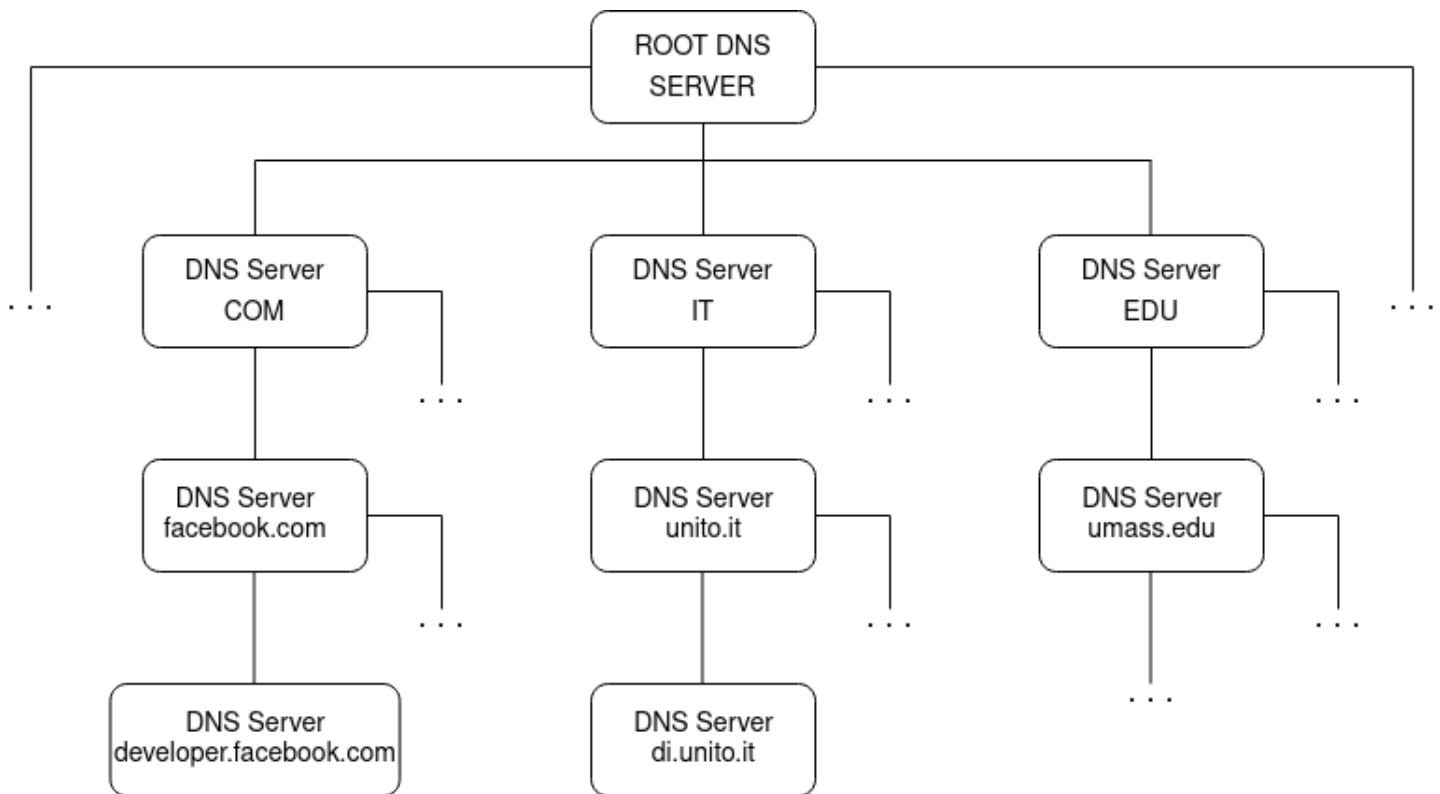 ROOT DNS
SERVER
DNS Server
COM
DNS Server
IT
DNS Server
EDU
. . .
. . .
. . .
. . .
. . .
DNS Server
facebook.com
DNS Server
unito.it
DNS Server
umass.edu
. . .
. . .
. . .
DNS Server
developer.facebook.com
DNS Server
di.unito.it
. . .